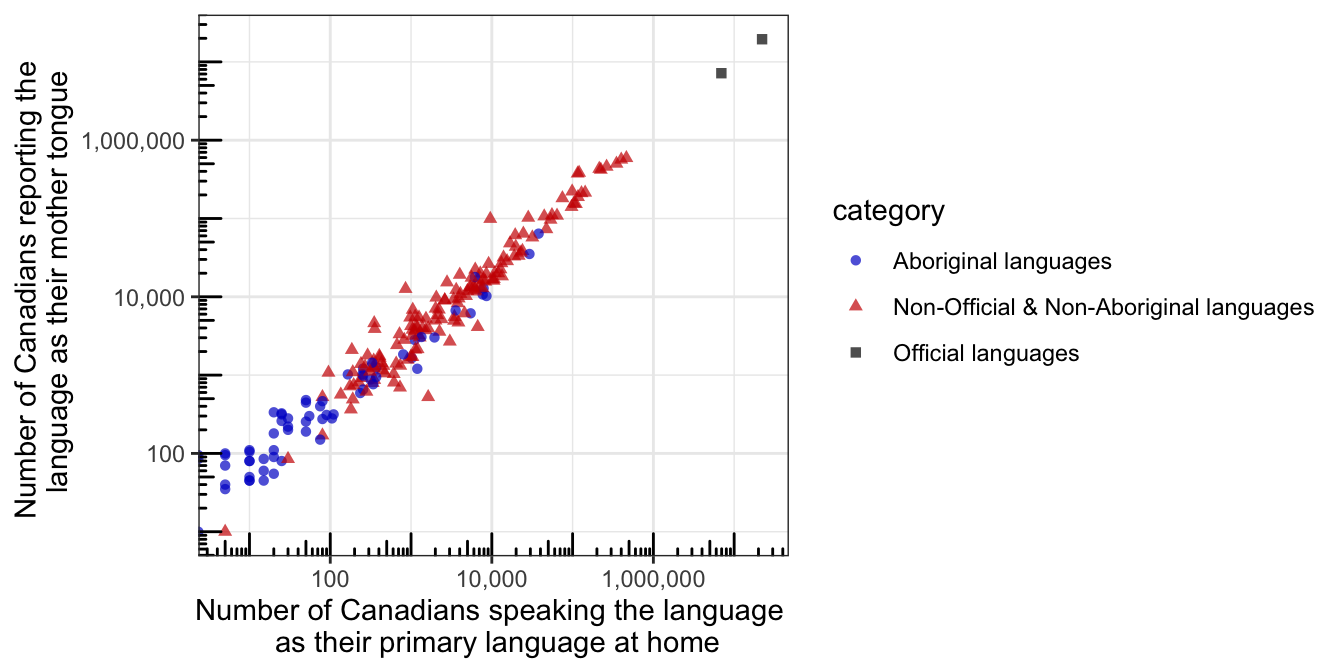 Number of Canadians reporting the
language as their mother tongue
1,000,000
10,000
100
100
10,000
1,000,000
Number of Canadians speaking the language
as their primary language at home
category
Aboriginal languages
Non-Official & Non-Aboriginal languages
Official languages